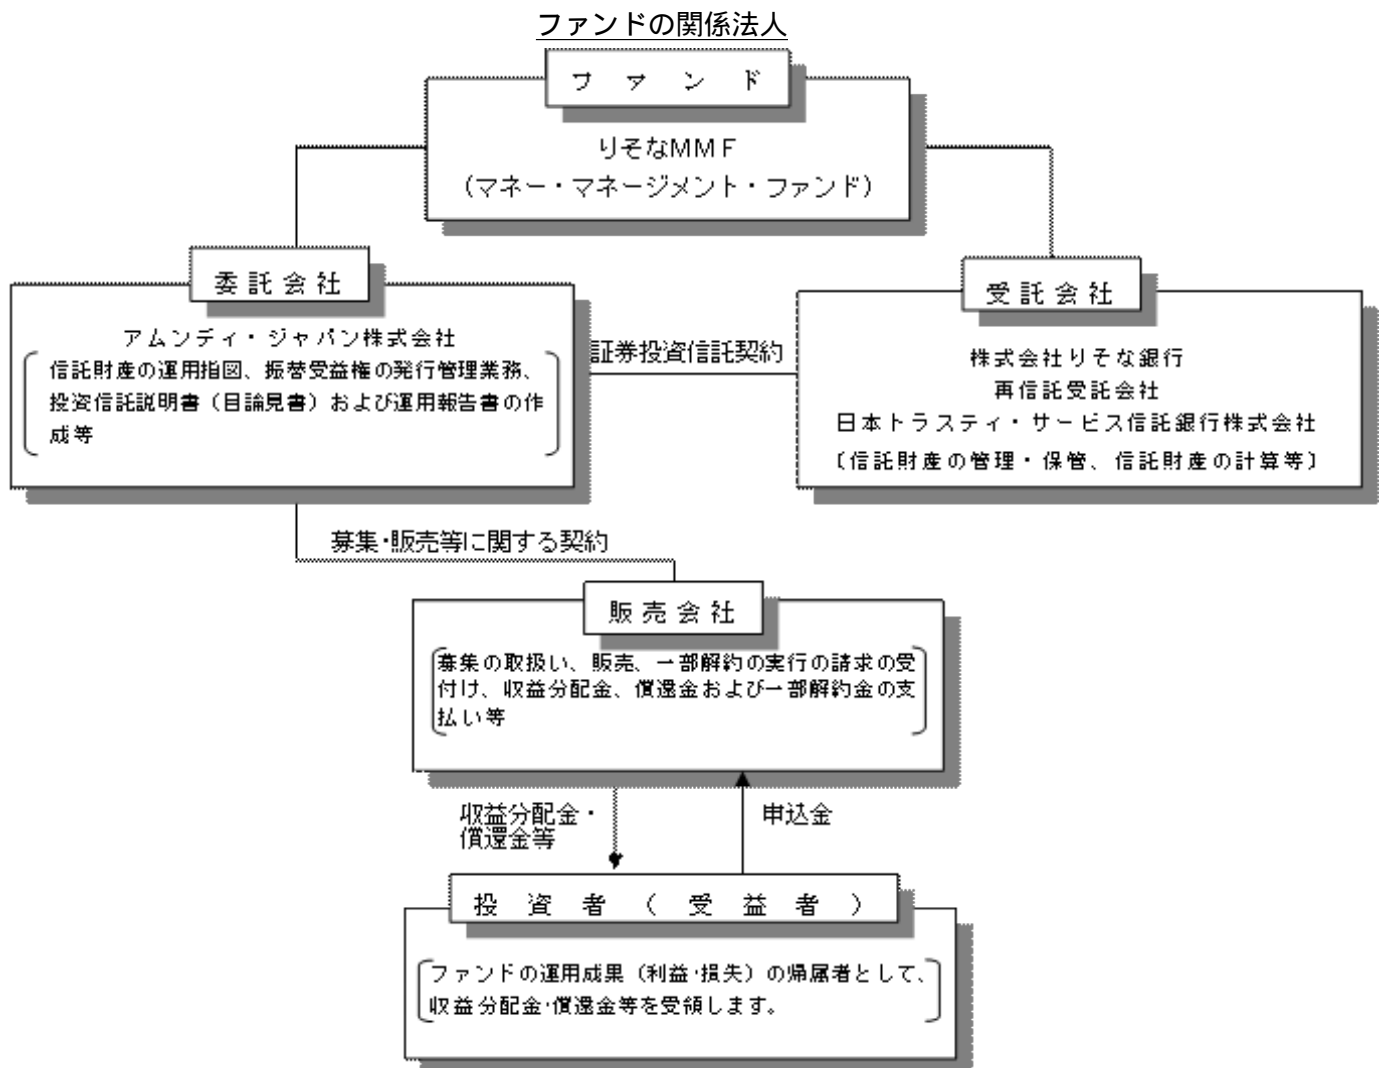 ファンドの関係法人
ファンド
りそなMMF
（マネー・マネージメント・ファンド）
委託会社
アムンディ・ジャパン株式会社
信託財産の運用指図、振替受益権の発行管理業務、
投資信託説明書（目論見書）および運用報告書の作
成等
証券投資信託契約
受託会社
株式会社りそな銀行
再信託受託会社
日本トラスティ・サービス信託銀行株式会社
〔信託財産の管理・保管、信託財産の計算等〕
募集・販売等に関する契約
販売会社
募集の取扱い、販売、一部解約の実行の請求の受
付け、収益分配金、償還金および一部解約金の支
払い等
収益分配金・
償還金等
申込金
投資者（受益者）
ファンドの運用成果（利益・損失）の帰属者として、
収益分配金・償還金等を受領します。